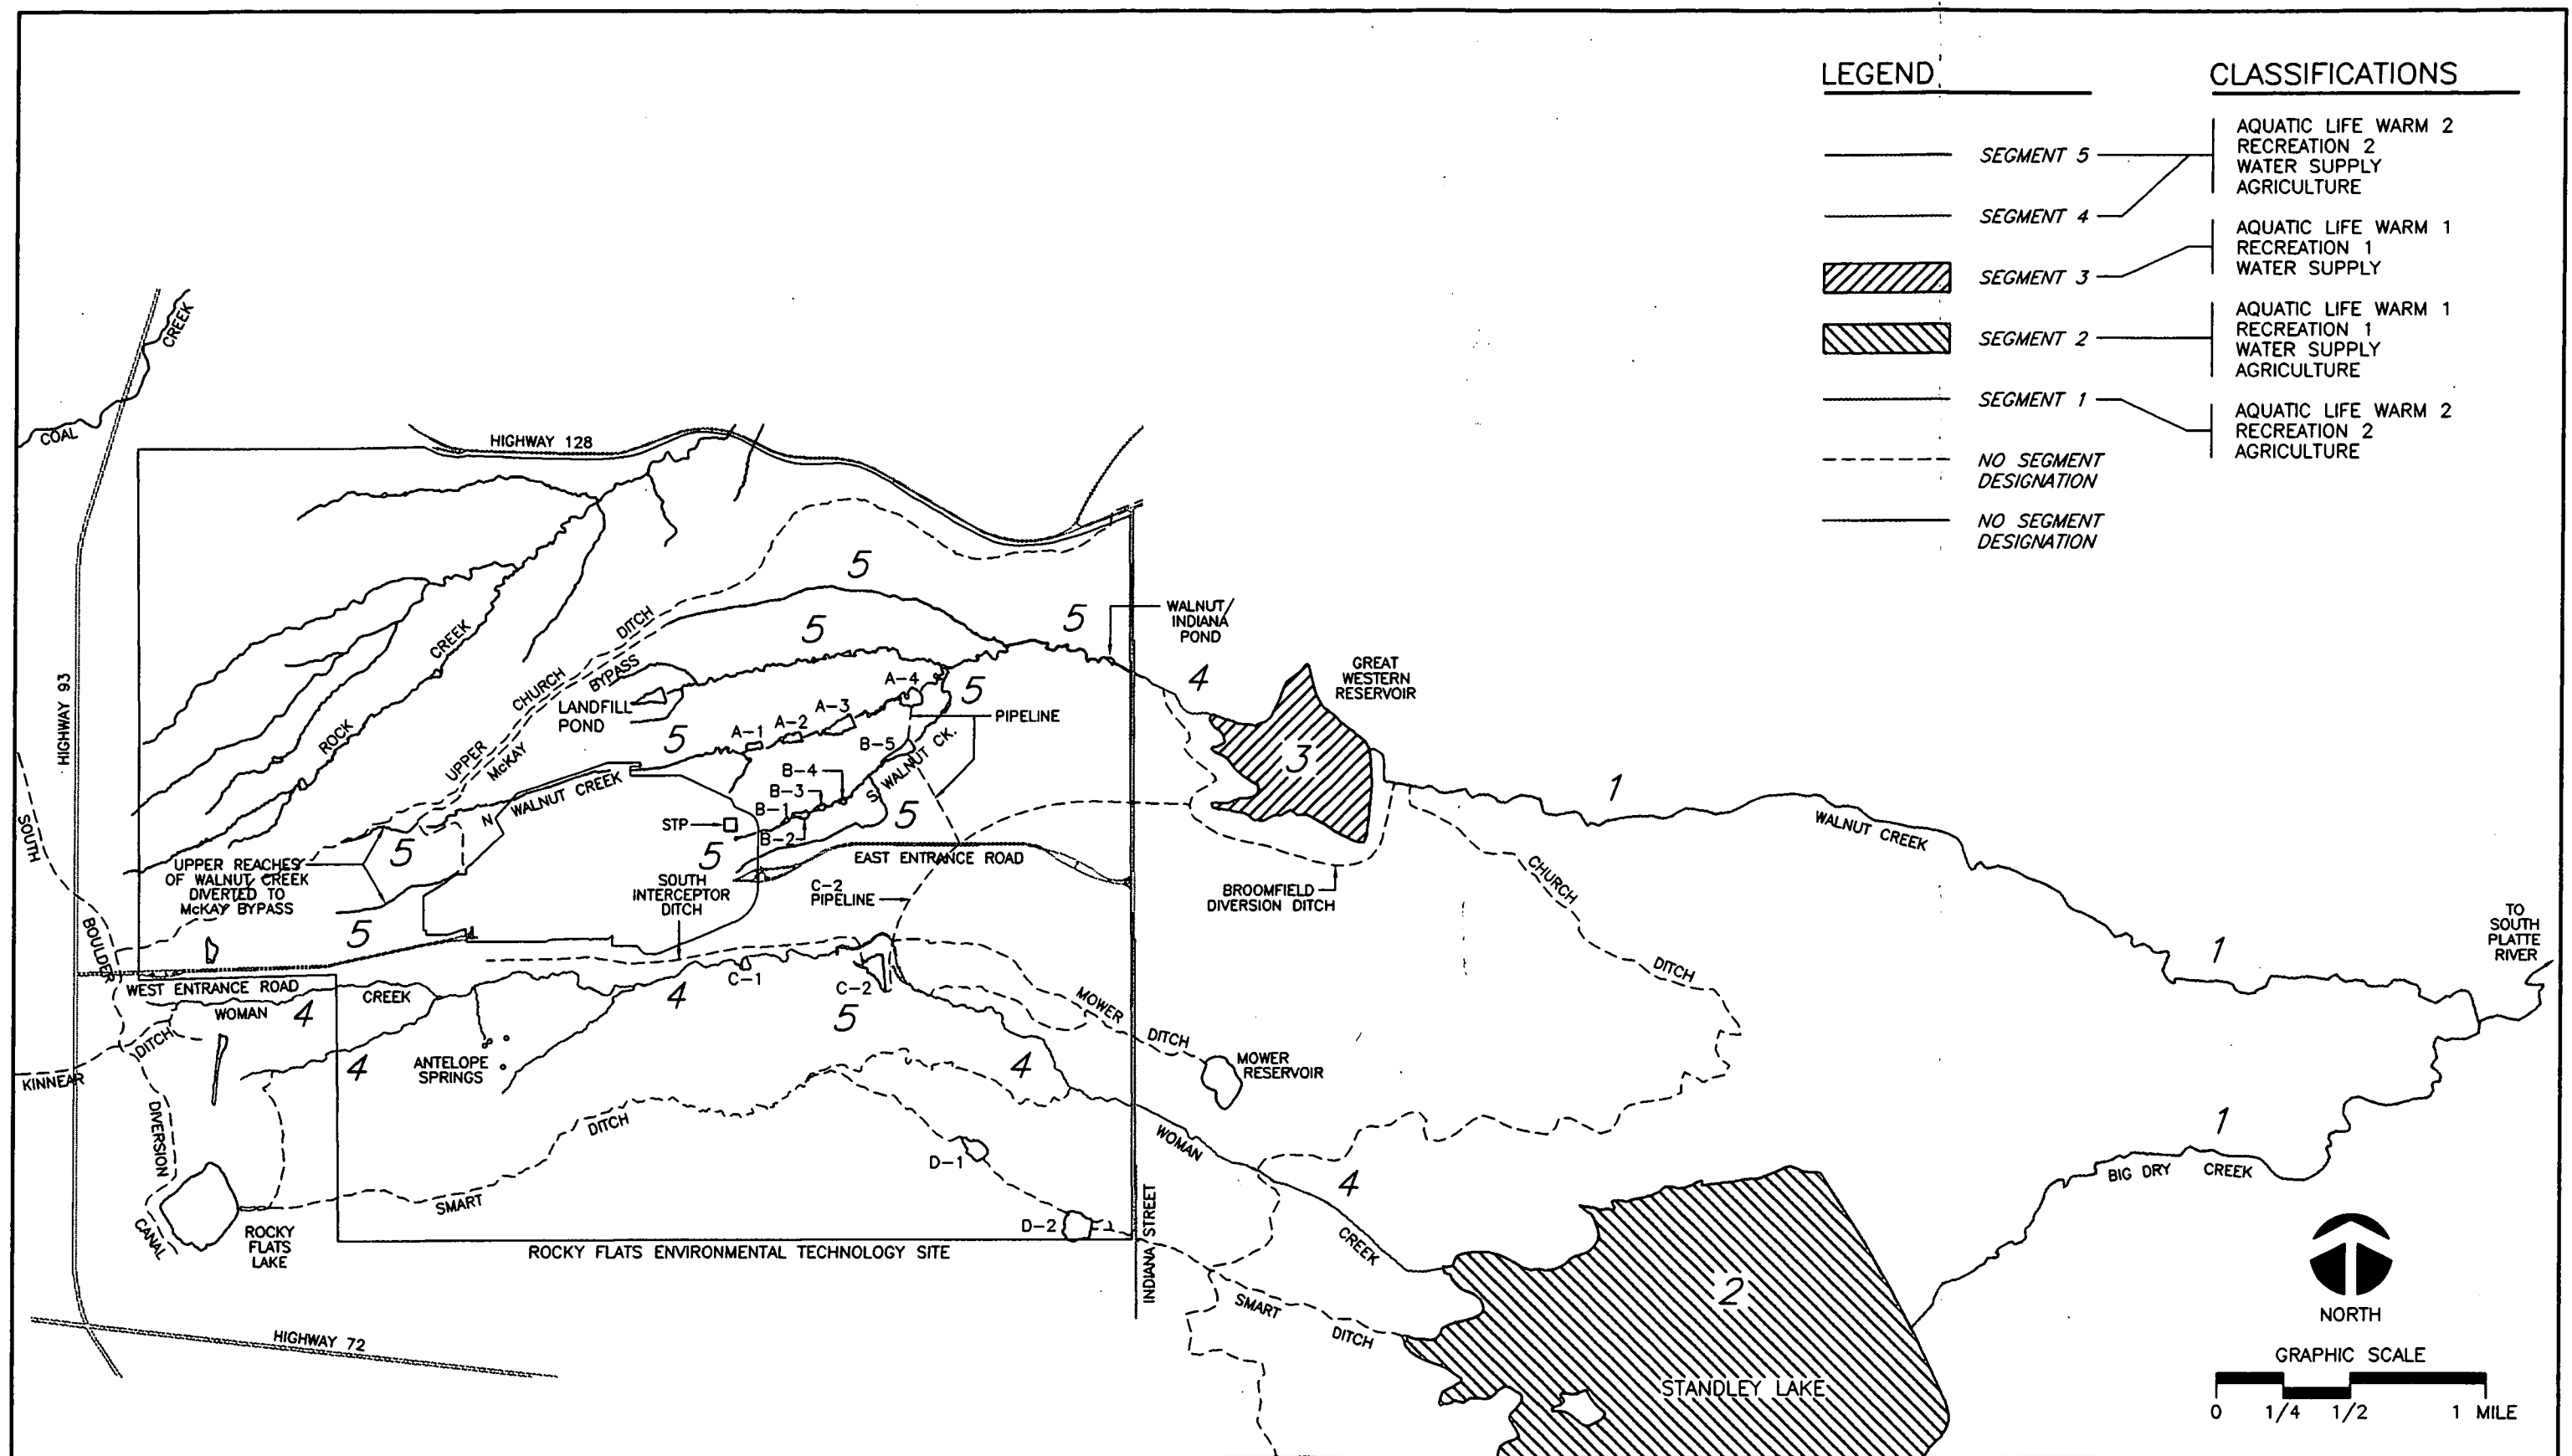 LEGEND
CLASSIFICATIONS
SEGMENT 5
AQUATIC LIFE WARM 2
RECREATION 2
WATER SUPPLY
AGRICULTURE
SEGMENT 4
SEGMENT 3
AQUATIC LIFE WARM 1
RECREATION 1
WATER SUPPLY
SEGMENT 2
AQUATIC LIFE WARM 1
RECREATION 1
WATER SUPPLY
AGRICULTURE
SEGMENT 1
AQUATIC LIFE WARM 2
RECREATION 2
AGRICULTURE
NO SEGMENT
DESIGNATION
NO SEGMENT
DESIGNATION
COAL
CREEK
HIGHWAY 128
HIGHWAY 93
ROCK
CREEK
UPPER
CHURCH
DITCH
McKAY
BYPASS
5
5
5
WALNUT/
INDIANA
POND
4
GREAT
WESTERN
RESERVOIR
3
LANDFILL
POND
A-4
A-3
A-2
A-1
5
5
PIPELINE
B-5
B-4
B-3
B-1
B-2
S. WALNUT CK.
5
N
WALNUT CREEK
STP
5
EAST ENTRANCE ROAD
5
UPPER REACHES
OF WALNUT CREEK
DIVERTED TO
McKAY BYPASS
SOUTH
INTERCEPTOR
DITCH
C-2
PIPELINE
BROOMFIELD
DIVERSION DITCH
1
WALNUT CREEK
CHURCH
DITCH
1
TO
SOUTH
PLATTE
RIVER
SOUTH
BOULDER
DIVERSION
CANAL
5
WEST ENTRANCE ROAD
WOMAN
CREEK
4
4
C-1
C-2
5
MOWER
DITCH
KINNEAR
DITCH
4
ANTELOPE
SPRINGS
4
MOWER
RESERVOIR
DITCH
SMART
D-1
D-2
WOMAN
CREEK
4
1
BIG DRY
CREEK
ROCKY
FLATS
LAKE
ROCKY FLATS ENVIRONMENTAL TECHNOLOGY SITE
INDIANA STREET
SMART
DITCH
2
STANDLEY LAKE
HIGHWAY 72
NORTH
GRAPHIC SCALE
0 1/4 1/2 1 MILE